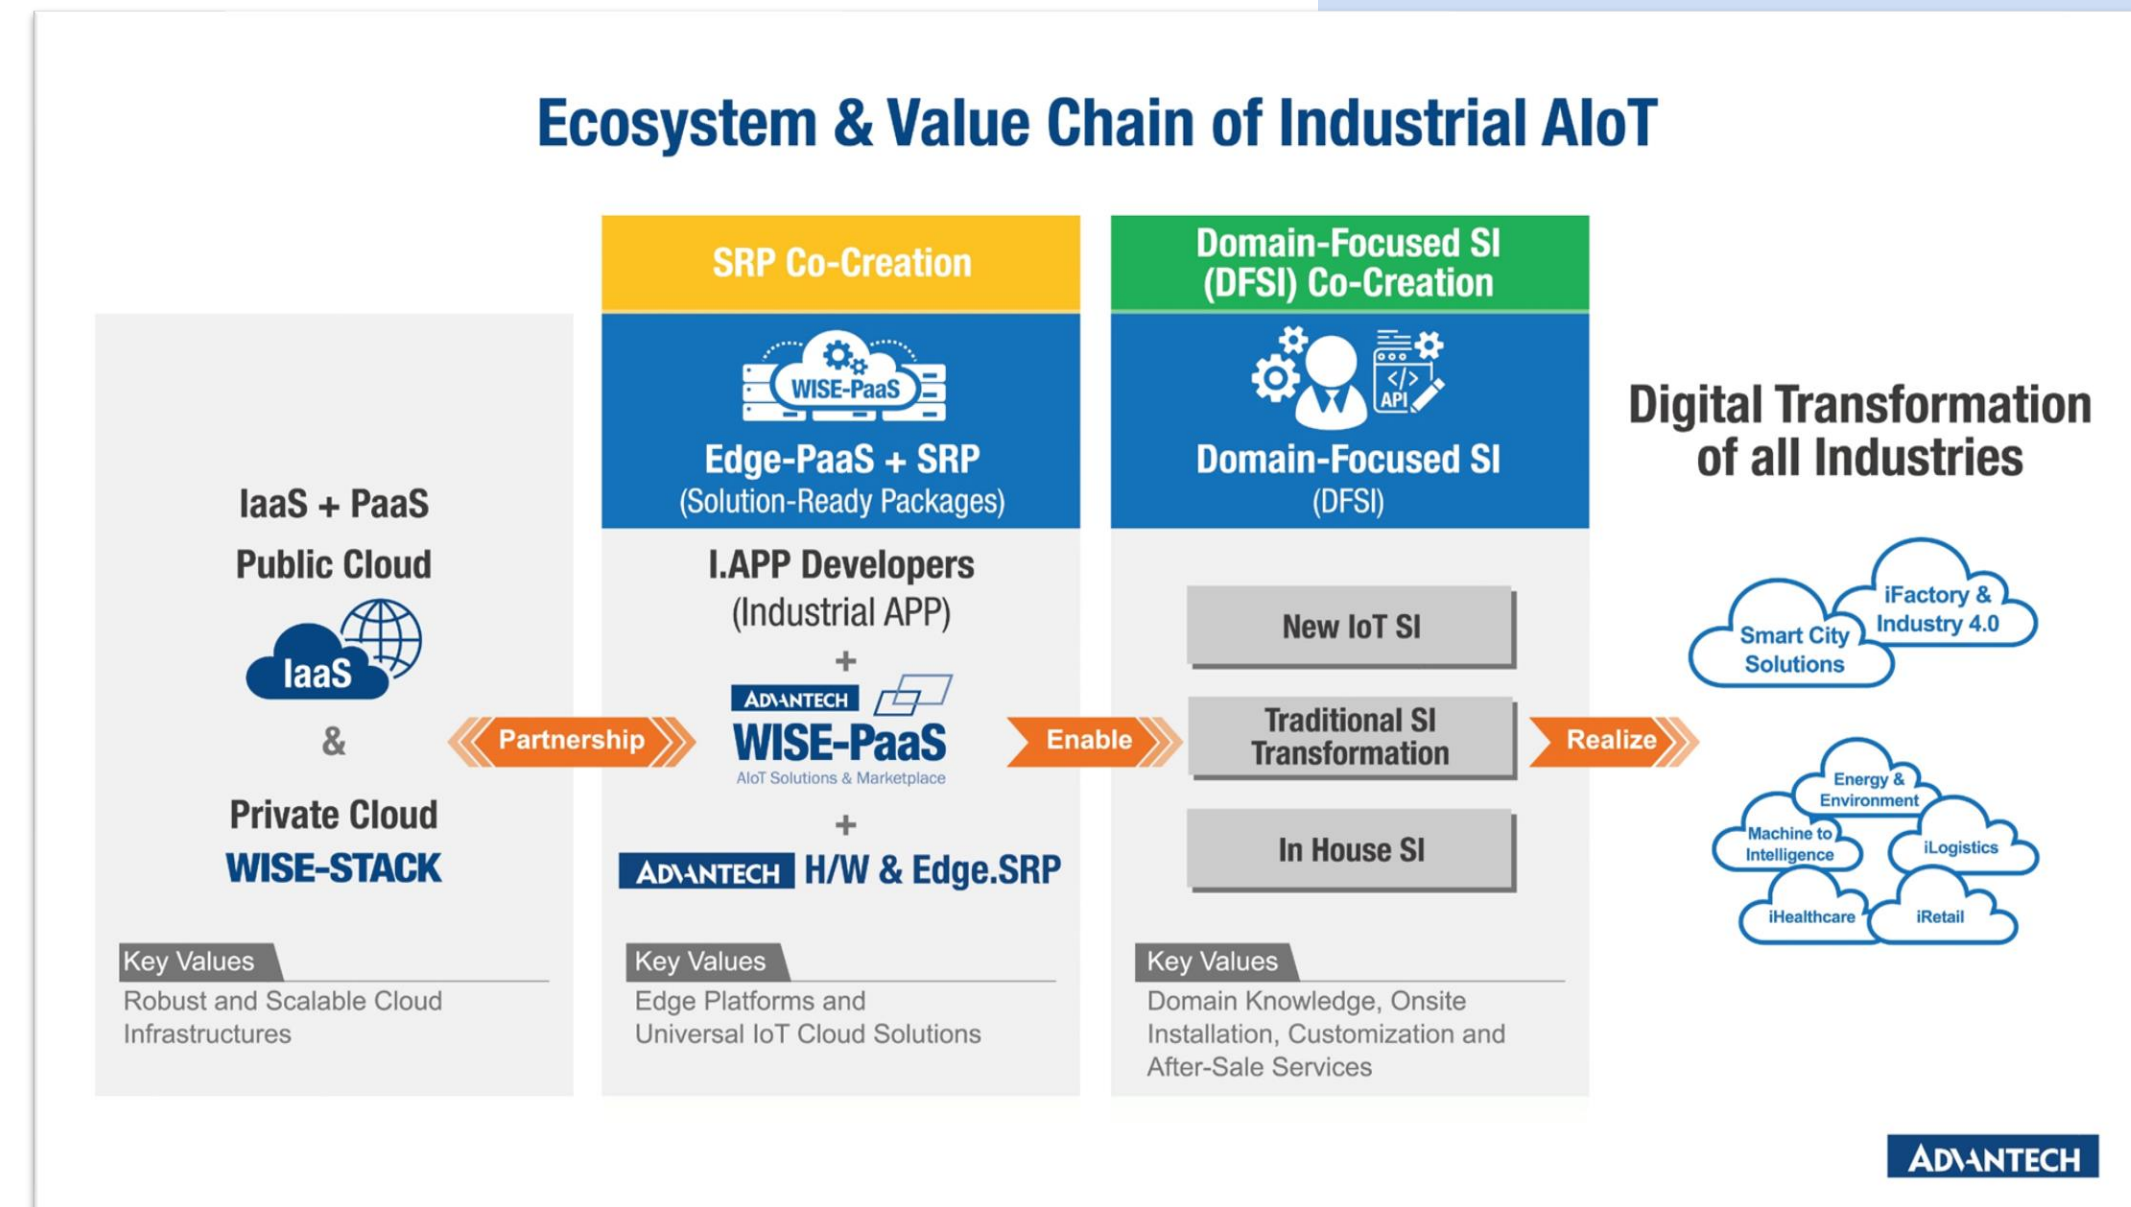 Ecosystem & Value Chain of Industrial AIoT
IaaS + PaaS
Public Cloud
IaaS
&
Private Cloud
WISE-STACK
Key Values
Robust and Scalable Cloud
Infrastructures
Partnership
SRP Co-Creation
WISE-PaaS
Edge-PaaS + SRP
(Solution-Ready Packages)
I.APP Developers
(Industrial APP)
+
ADVANTECH
WISE-PaaS
AIoT Solutions & Marketplace
+
ADVANTECH H/W & Edge.SRP
Key Values
Edge Platforms and
Universal IoT Cloud Solutions
Enable
Domain-Focused SI
(DFSI) Co-Creation
</>
API
Domain-Focused SI
(DFSI)
New IoT SI
Traditional SI
Transformation
In House SI
Key Values
Domain Knowledge, Onsite
Installation, Customization and
After-Sale Services
Realize
Digital Transformation
of all Industries
iFactory &
Industry 4.0
Smart City
Solutions
Energy &
Environment
Machine to
Intelligence
iLogistics
iHealthcare
iRetail
ADVANTECH